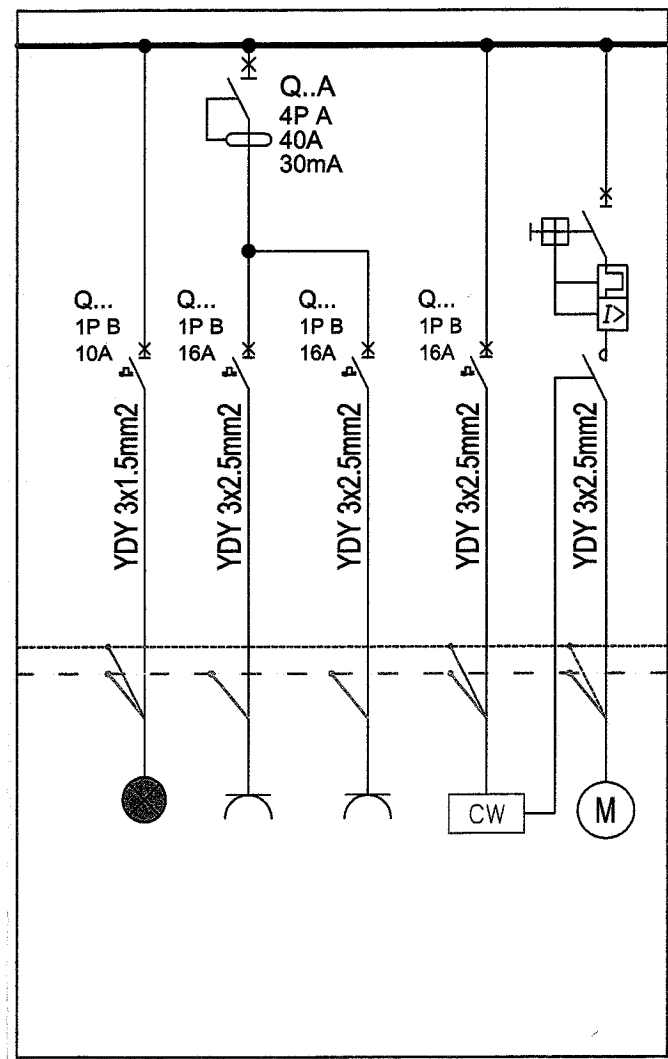 Q..A
4P A
40A
30mA
Q...
1P B
10A
Q...
1P B
16A
Q...
1P B
16A
Q...
1P B
16A
I>
YDY 3x1.5mm2
YDY 3x2.5mm2
YDY 3x2.5mm2
YDY 3x2.5mm2
YDY 3x2.5mm2
CW
M